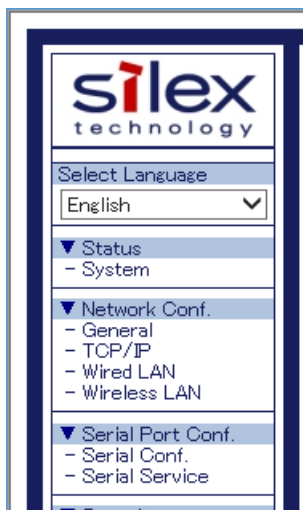 silex
technology
Select Language
English
▼ Status
- System
▼ Network Conf.
- General
- TCP/IP
- Wired LAN
- Wireless LAN
▼ Serial Port Conf.
- Serial Conf.
- Serial Service